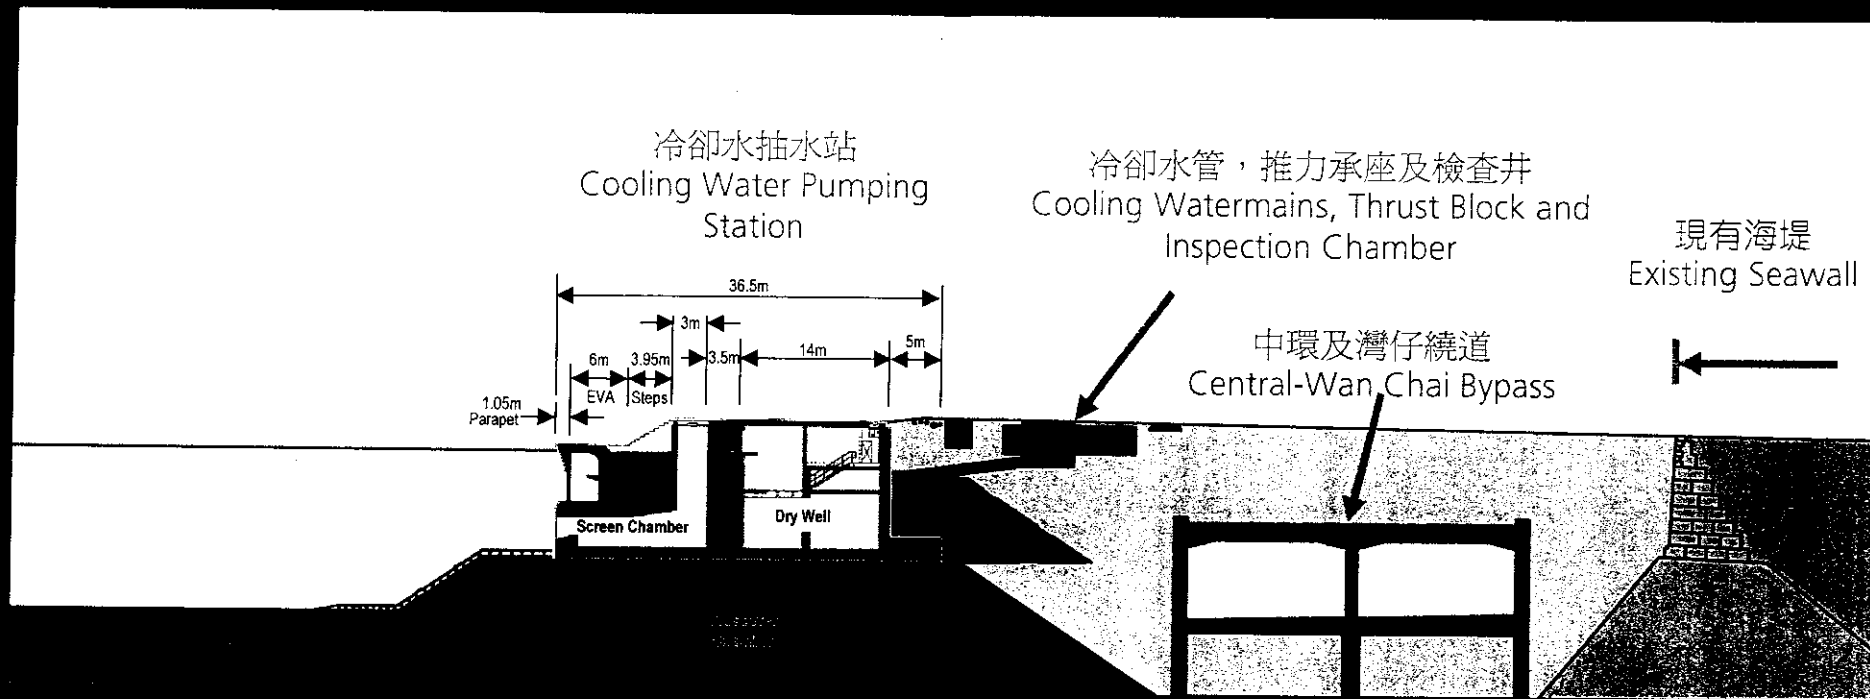 冷卻水抽水站
Cooling Water Pumping
Station
冷卻水管，推力承座及檢查井
Cooling Watermains, Thrust Block and
Inspection Chamber
現有海堤
Existing Seawall
中環及灣仔繞道
Central-Wan Chai Bypass
36.5m
3m
6m
3.95m
3.5m
14m
5m
EVA
Steps
1.05m
Parapet
Screen Chamber
Dry Well